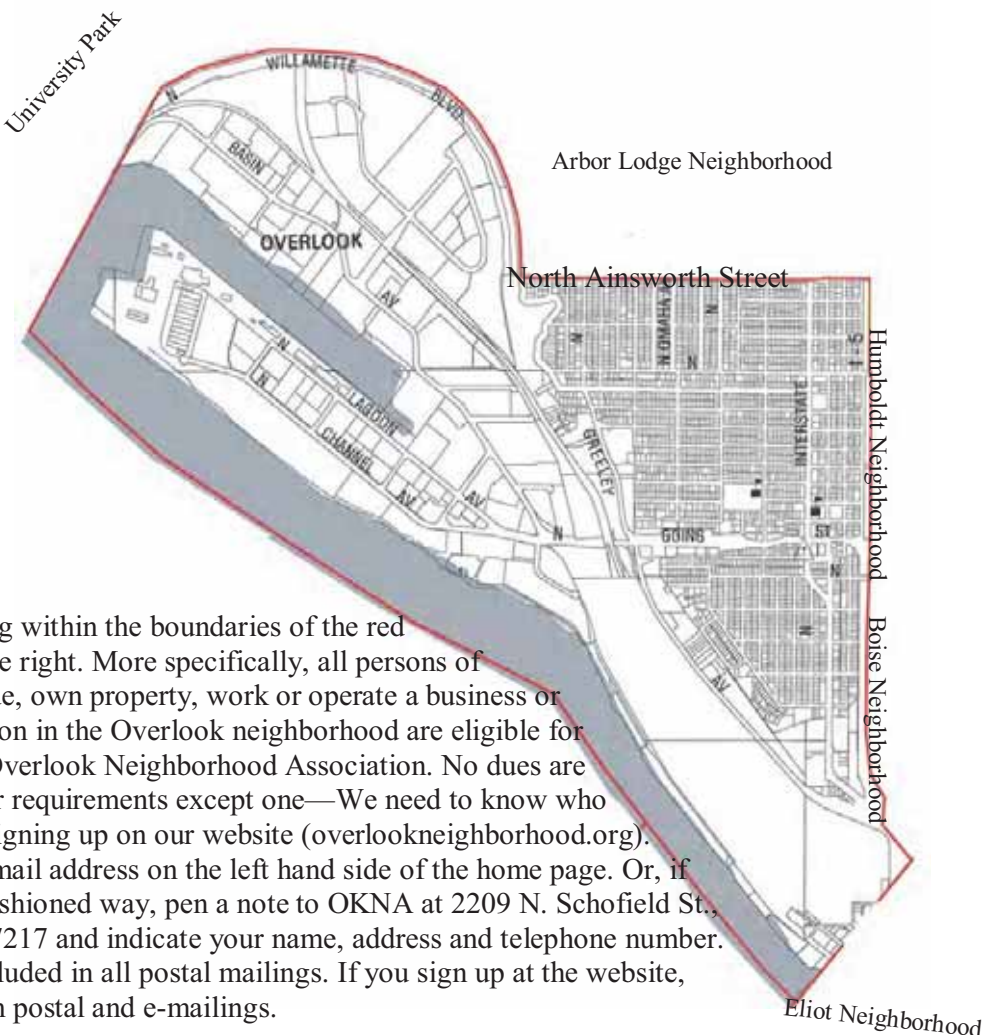 University Park
WILLAMETTE
N
BLVD
Arbor Lodge Neighborhood
BASIN
OVERLOOK
North Ainsworth Street
AV
N
N OMAHA
N
I-5
N
N
N
LAGOON
INTERSTATE
Humboldt Neighborhood
CHANNEL
GREELEY
AV
AV
N
GOING
ST
N
N
N
Boise Neighborhood
AV
g within the boundaries of the red
e right. More specifically, all persons of
e, own property, work or operate a business or
on in the Overlook neighborhood are eligible for
Overlook Neighborhood Association. No dues are
r requirements except one—We need to know who
igning up on our website (overlookneighborhood.org).
mail address on the left hand side of the home page. Or, if
shioned way, pen a note to OKNA at 2209 N. Schofield St.,
7217 and indicate your name, address and telephone number.
luded in all postal mailings. If you sign up at the website,
n postal and e-mailings.
Eliot Neighborhood